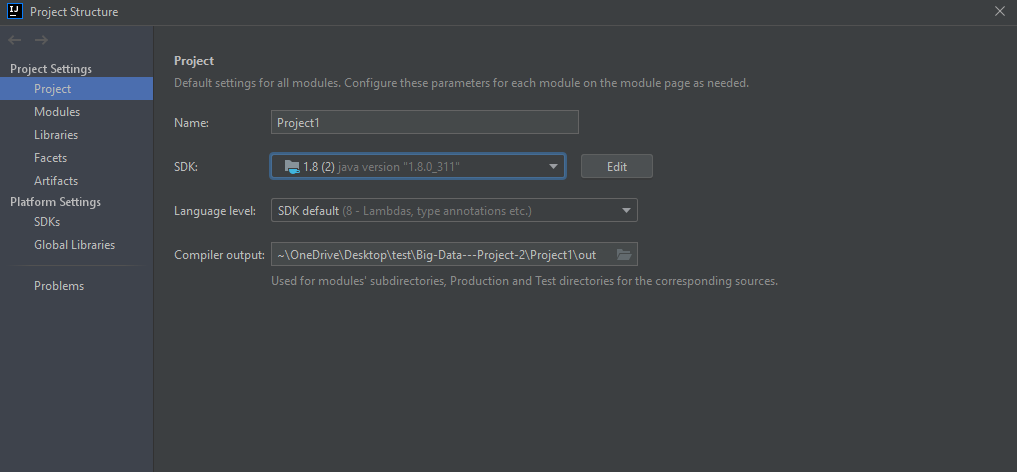 IJ
Project Structure
Project Settings
Project
Modules
Libraries
Facets
Artifacts
Platform Settings
SDKs
Global Libraries
Problems
Project
Default settings for all modules. Configure these parameters for each module on the module page as needed.
Name: Project1
SDK: 1.8 (2) java version "1.8.0_311" Edit
Language level: SDK default (8 - Lambdas, type annotations etc.)
Compiler output: ~\OneDrive\Desktop\test\Big-Data---Project-2\Project1\out
Used for modules' subdirectories, Production and Test directories for the corresponding sources.